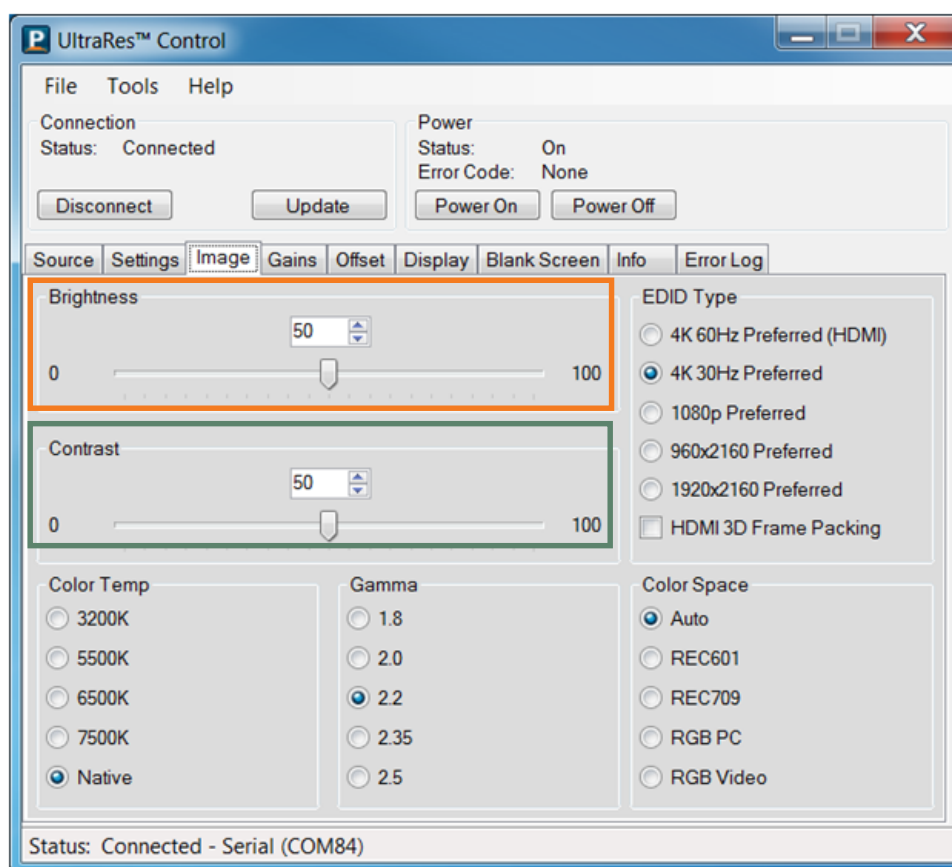 P UltraRes™ Control
File Tools Help
Connection
Status: Connected
Disconnect Update
Power
Status: On
Error Code: None
Power On Power Off
Source Settings Image Gains Offset Display Blank Screen Info Error Log
Brightness
50
0 100
Contrast
50
0 100
EDID Type
4K 60Hz Preferred (HDMI)
4K 30Hz Preferred
1080p Preferred
960x2160 Preferred
1920x2160 Preferred
HDMI 3D Frame Packing
Color Temp
3200K
5500K
6500K
7500K
Native
Gamma
1.8
2.0
2.2
2.35
2.5
Color Space
Auto
REC601
REC709
RGB PC
RGB Video
Status: Connected - Serial (COM84)